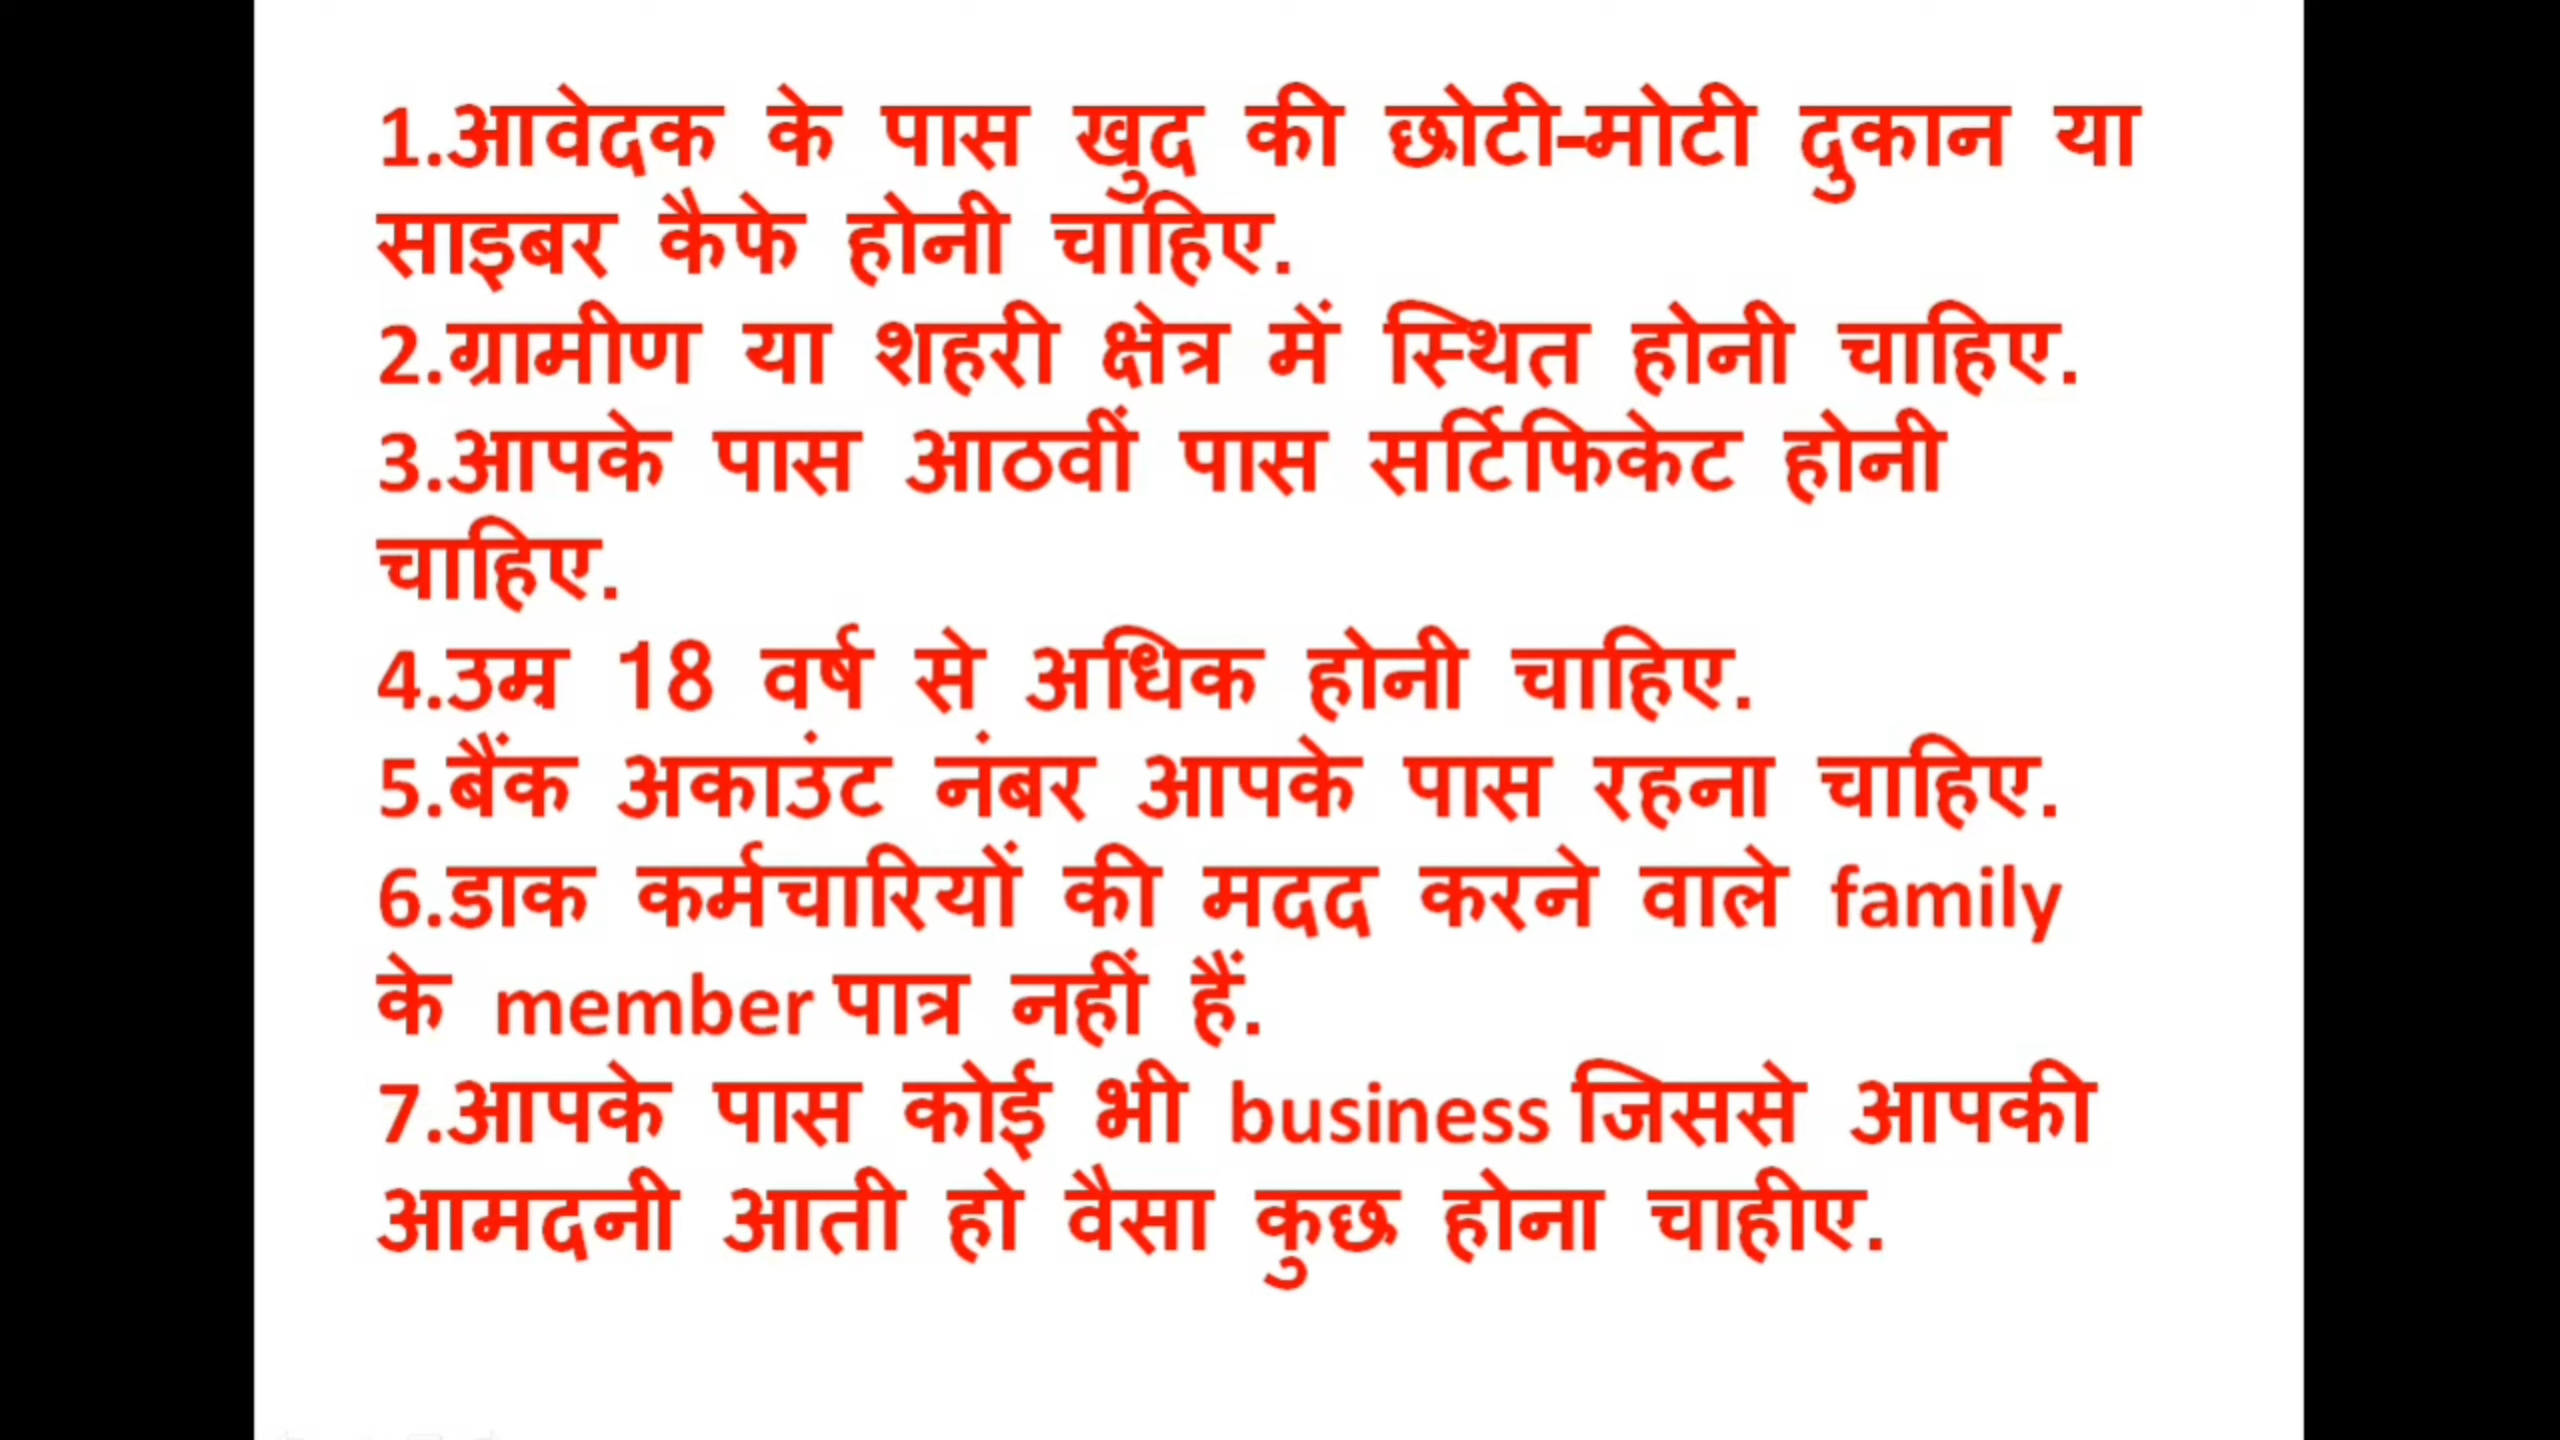 1.आवेदक के पास खुद की छोटी-मोटी दुकान या
साइबर कैफे होनी चाहिए.
2.ग्रामीण या शहरी क्षेत्र में स्थित होनी चाहिए.
3.आपके पास आठवीं पास सर्टिफिकेट होनी
चाहिए.
4.उम्र 18 वर्ष से अधिक होनी चाहिए.
5.बैंक अकाउंट नंबर आपके पास रहना चाहिए.
6.डाक कर्मचारियों की मदद करने वाले family
के member पात्र नहीं हैं.
7.आपके पास कोई भी business जिससे आपकी
आमदनी आती हो वैसा कुछ होना चाहीए.